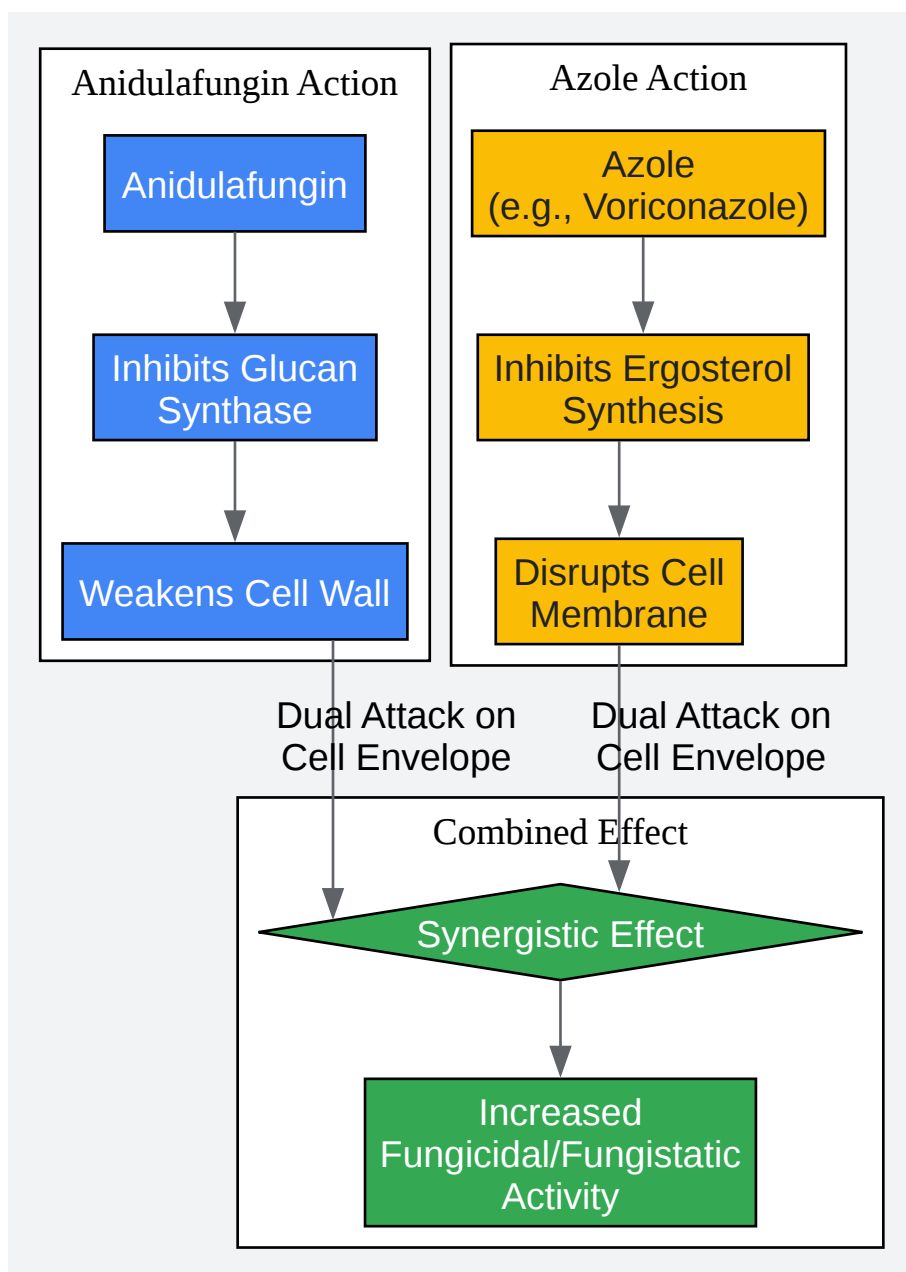 Anidulafungin Action
Anidulafungin
Inhibits Glucan
Synthase
Weakens Cell Wall
Azole Action
Azole
(e.g., Voriconazole)
Inhibits Ergosterol
Synthesis
Disrupts Cell
Membrane
Dual Attack on
Cell Envelope
Dual Attack on
Cell Envelope
Combined Effect
Synergistic Effect
Increased
Fungicidal/Fungistatic
Activity